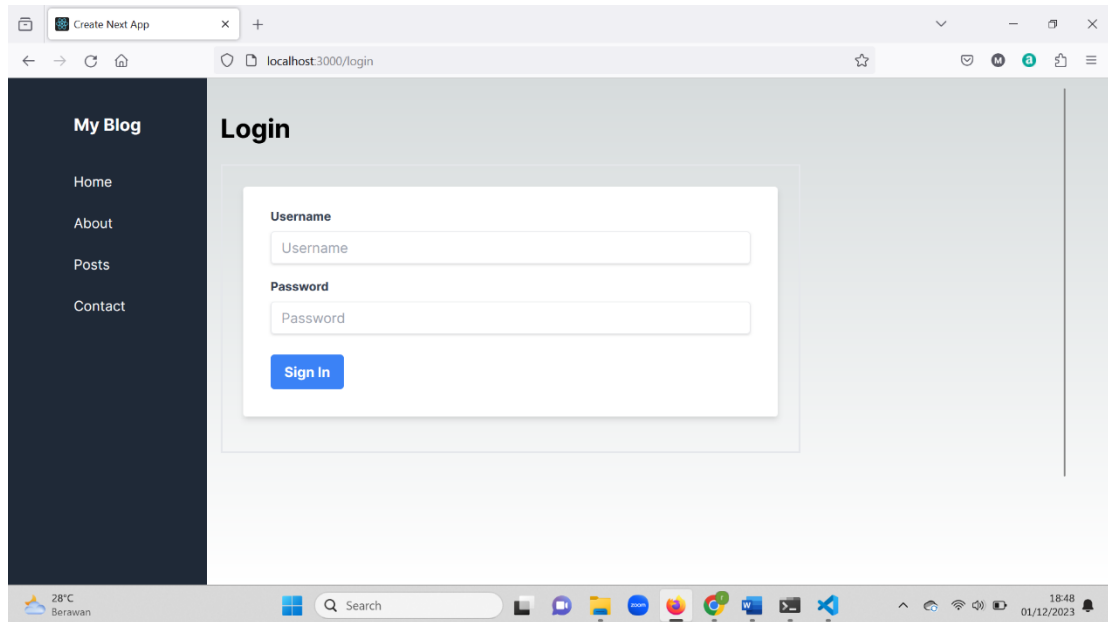 Create Next App
localhost:3000/login
M
a
My Blog
Home
About
Posts
Contact
Login
Username
Username
Password
Password
Sign In
28°C
Berawan
Search
zoom
W
18:48
01/12/2023